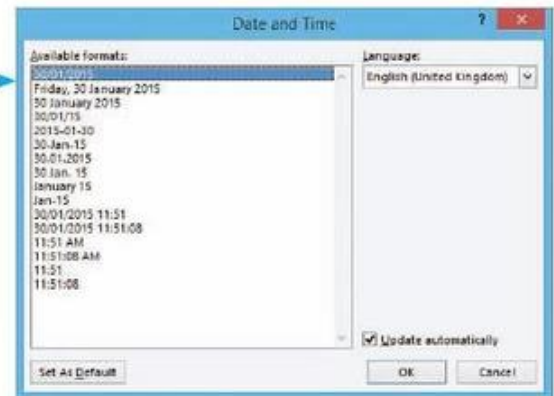 Date and Time
?
Available formats:
30/01/2015
Friday, 30 January 2015
30 January 2015
30/01/15
2015-01-30
30-Jan-15
30.01.2015
30 Jan. 15
January 15
Jan-15
30/01/2015 11:51
30/01/2015 11:51:08
11:51 AM
11:51:08 AM
11:51
11:51:08
Language:
English (United Kingdom)
Update automatically
Set As Default
OK
Cancel